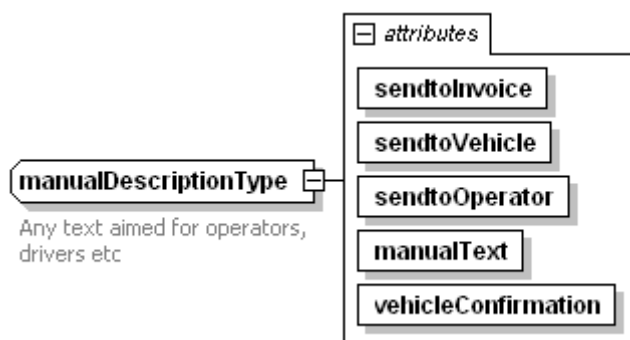 attributes
sendtoInvoice
sendtoVehicle
manualDescriptionType
sendtoOperator
Any text aimed for operators,
drivers etc
manualText
vehicleConfirmation